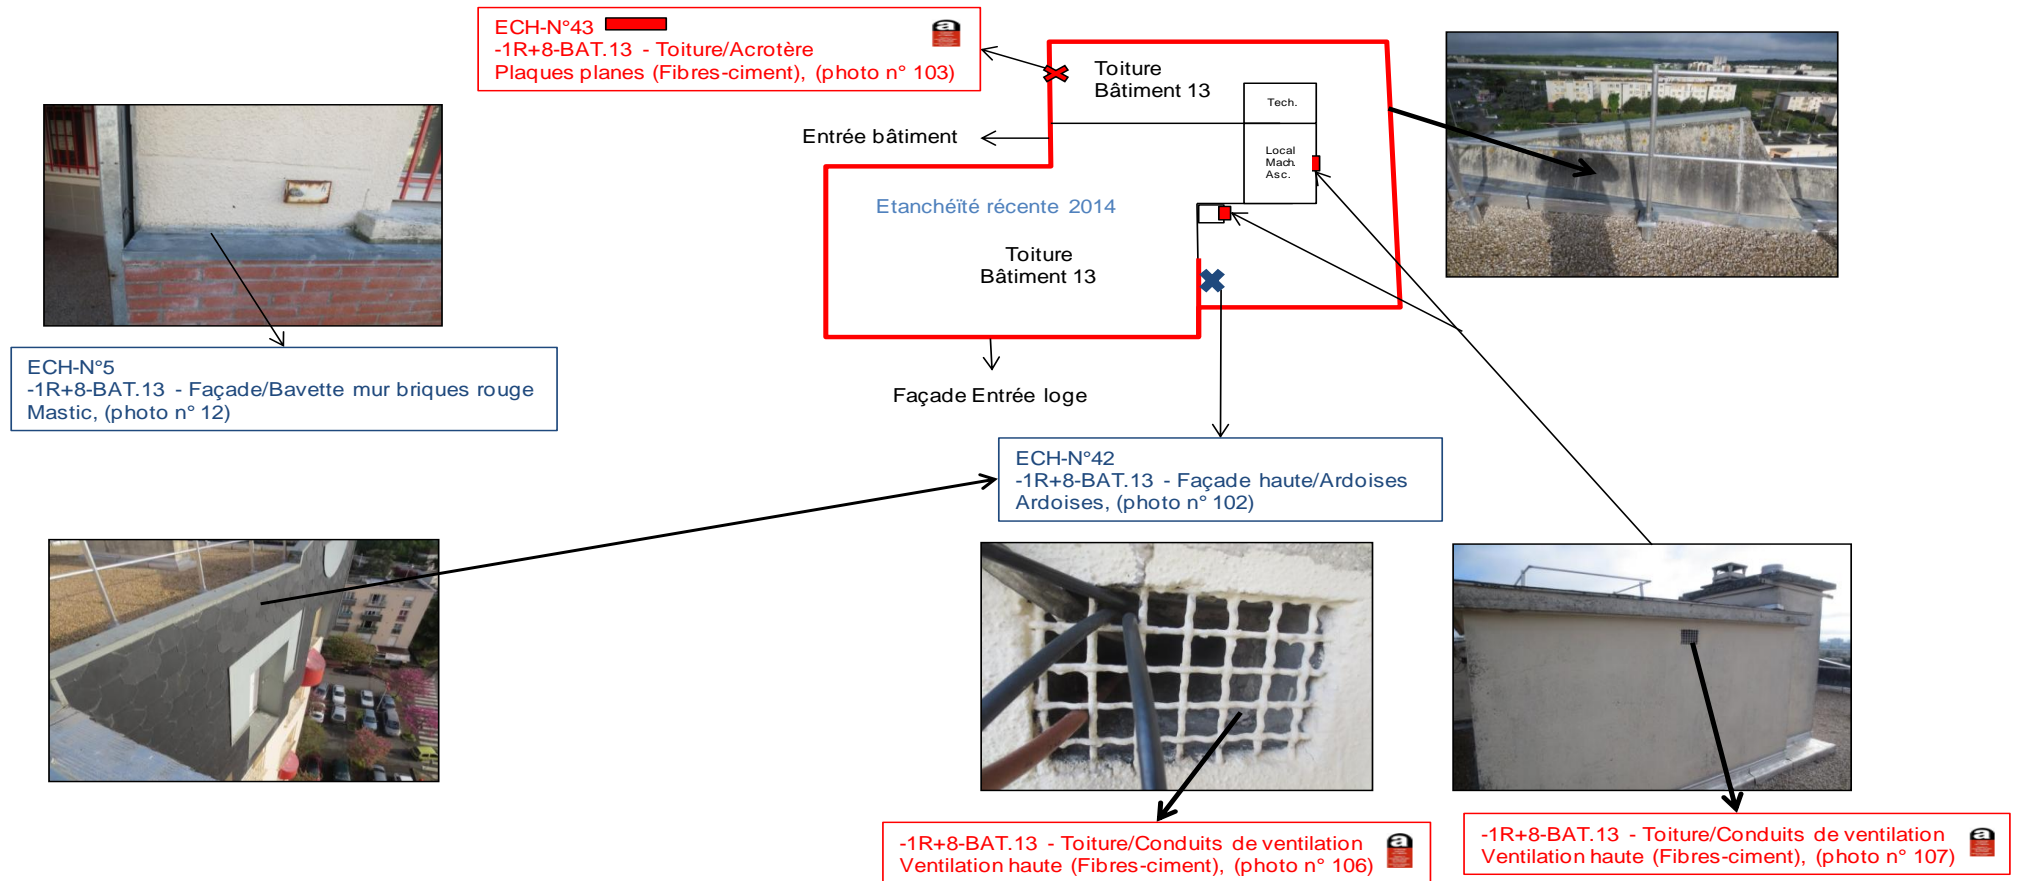 ECH-N°43
-1R+8-BAT.13 - Toiture/Acrotère
Plaques planes (Fibres-ciment), (photo n° 103)
a
Toiture
Bâtiment 13
Tech.
Entrée bâtiment
Local
Mach.
Asc.
Etanchéïté récente 2014
Toiture
Bâtiment 13
ECH-N°5
-1R+8-BAT.13 - Façade/Bavette mur briques rouge
Mastic, (photo n° 12)
Façade Entrée loge
ECH-N°42
-1R+8-BAT.13 - Façade haute/Ardoises
Ardoises, (photo n° 102)
-1R+8-BAT.13 - Toiture/Conduits de ventilation
Ventilation haute (Fibres-ciment), (photo n° 106)
a
-1R+8-BAT.13 - Toiture/Conduits de ventilation
Ventilation haute (Fibres-ciment), (photo n° 107)
a